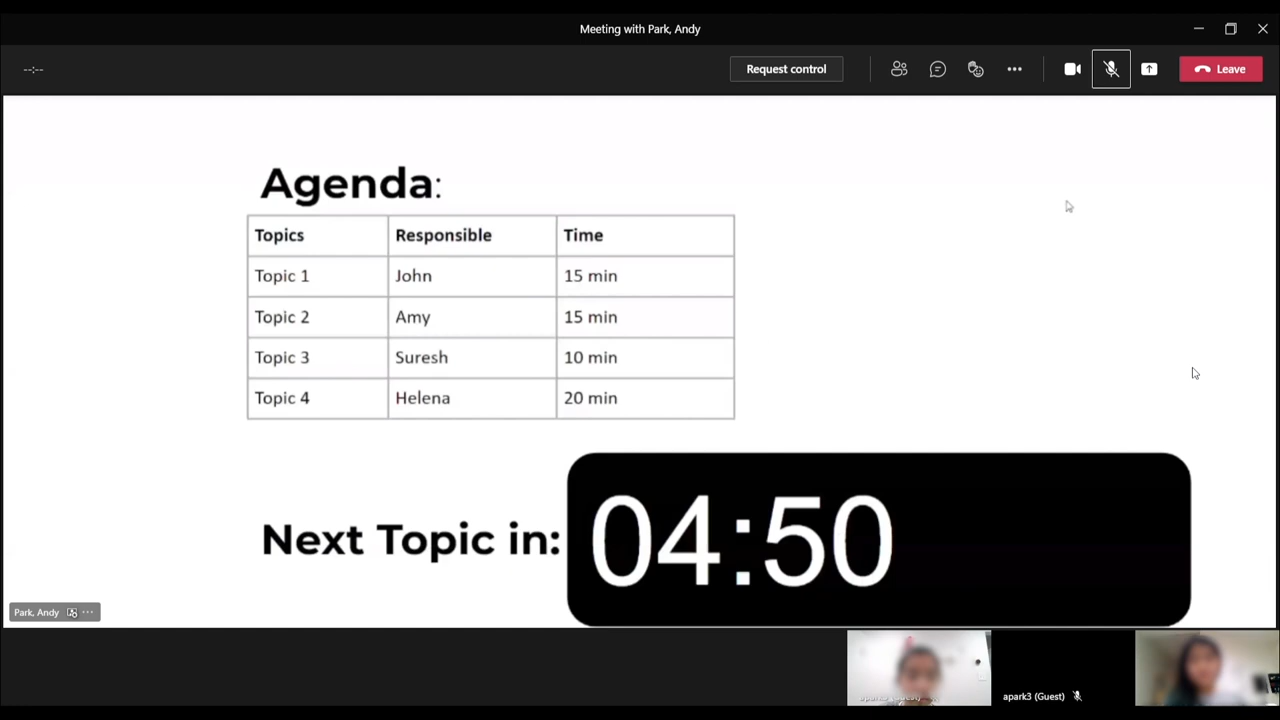 Meeting with Park, Andy
--:--
Request control
Leave
Agenda:
Topics Responsible Time
Topic 1 John 15 min
Topic 2 Amy 15 min
Topic 3 Suresh 10 min
Topic 4 Helena 20 min
Next Topic in: 04:50
Park, Andy
apark3 (Guest)